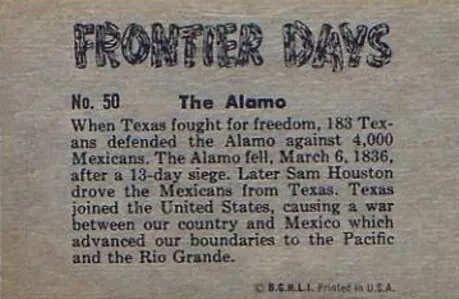 FRONTIER DAYS
No. 50 The Alamo
When Texas fought for freedom, 183 Tex-
ans defended the Alamo against 4,000
Mexicans. The Alamo fell, March 6, 1836,
after a 13-day siege. Later Sam Houston
drove the Mexicans from Texas. Texas
joined the United States, causing a war
between our country and Mexico which
advanced our boundaries to the Pacific
and the Rio Grande.
© B.G.H.L.I. Printed in U.S.A.